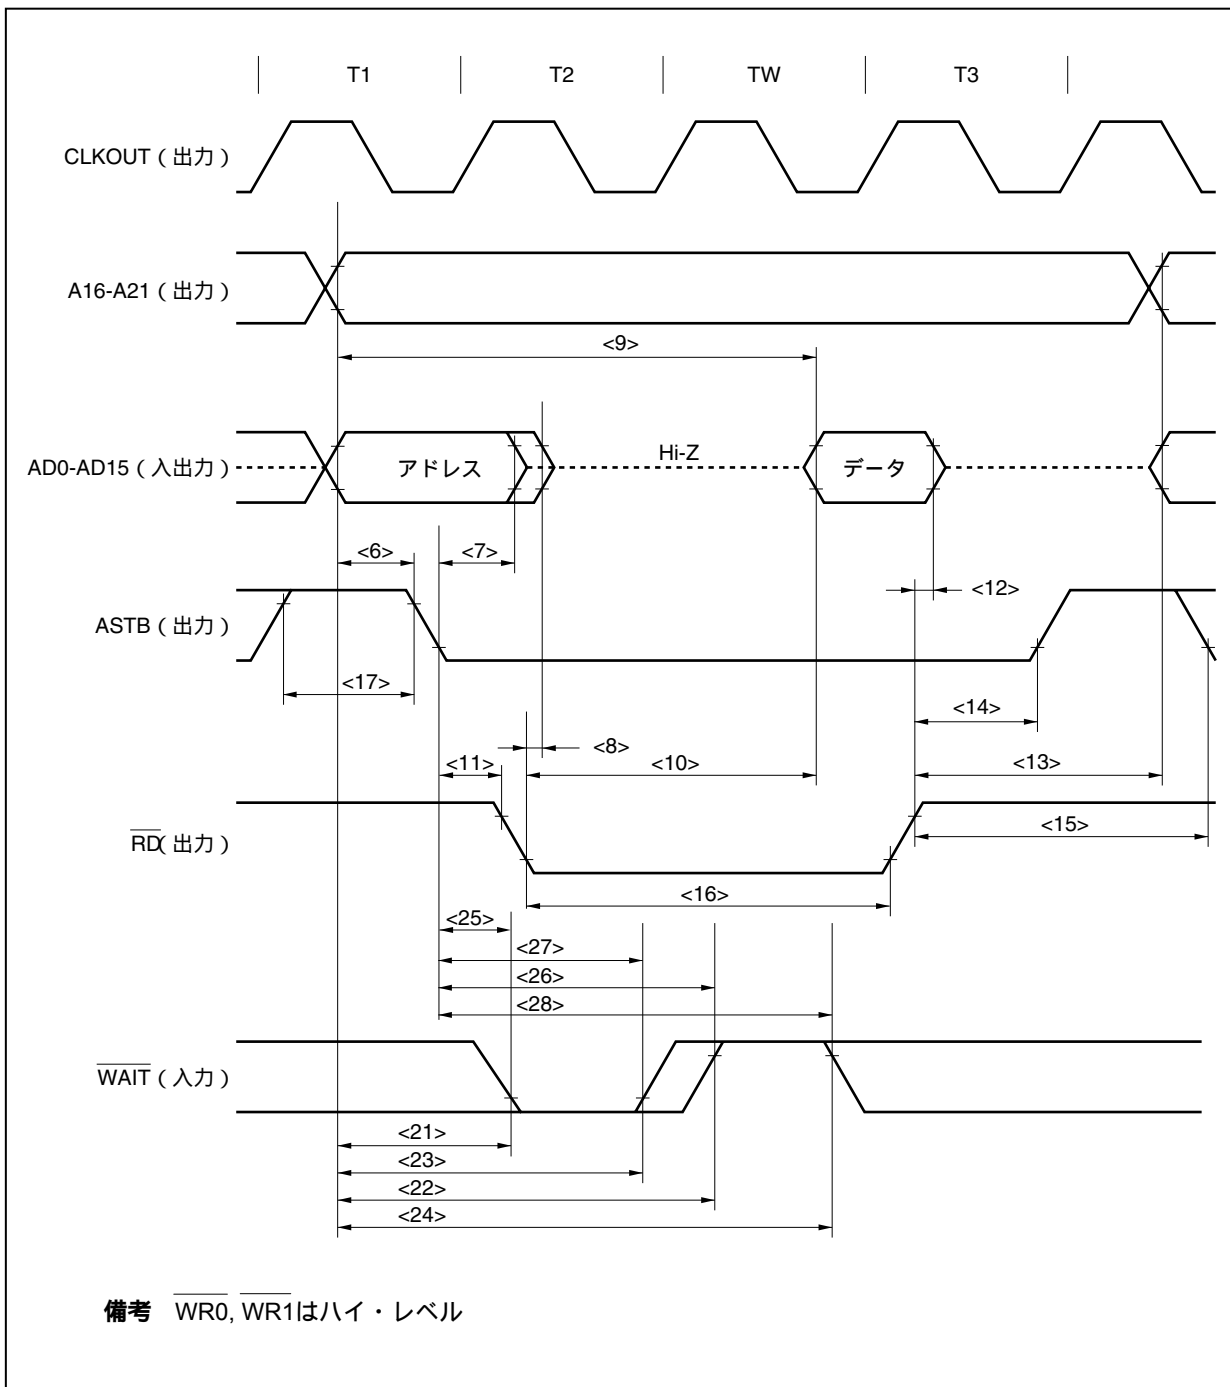 T1 T2 TW T3
CLKOUT（出力）
A16-A21（出力）
<9>
AD0-AD15（入出力）
アドレス
Hi-Z
データ
<6>
<7>
<12>
ASTB（出力）
<17>
<14>
<8>
<11>
<10>
<13>
RD（出力）
<15>
<16>
<25>
<27>
<26>
<28>
WAIT（入力）
<21>
<23>
<22>
<24>
備考 WR0, WR1はハイ・レベル